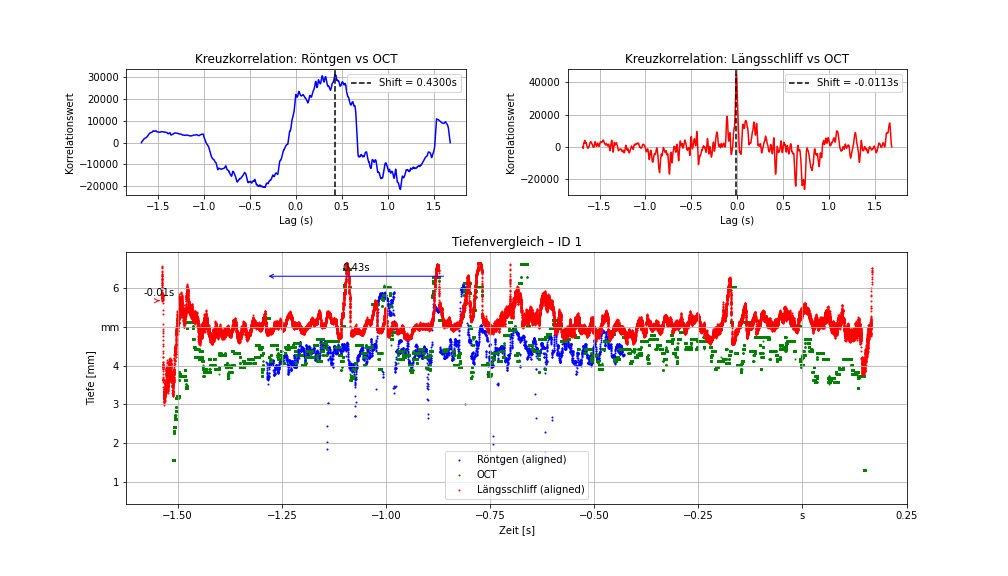 Kreuzkorrelation: Röntgen vs OCT
Korrelationswert
30000
20000
10000
0
−10000
−20000
Shift = 0.4300s
−1.5
−1.0
−0.5
0.0
0.5
1.0
1.5
Lag (s)
Kreuzkorrelation: Längsschliff vs OCT
Korrelationswert
40000
20000
0
−20000
Shift = -0.0113s
−1.5
−1.0
−0.5
0.0
0.5
1.0
1.5
Lag (s)
Tiefenvergleich – ID 1
Tiefe [mm]
6
mm
4
3
2
1
-0.01s
Röntgen (aligned)
OCT
Längsschliff (aligned)
−1.50
−1.25
−1.00
−0.75
−0.50
−0.25
s
0.25
Zeit [s]